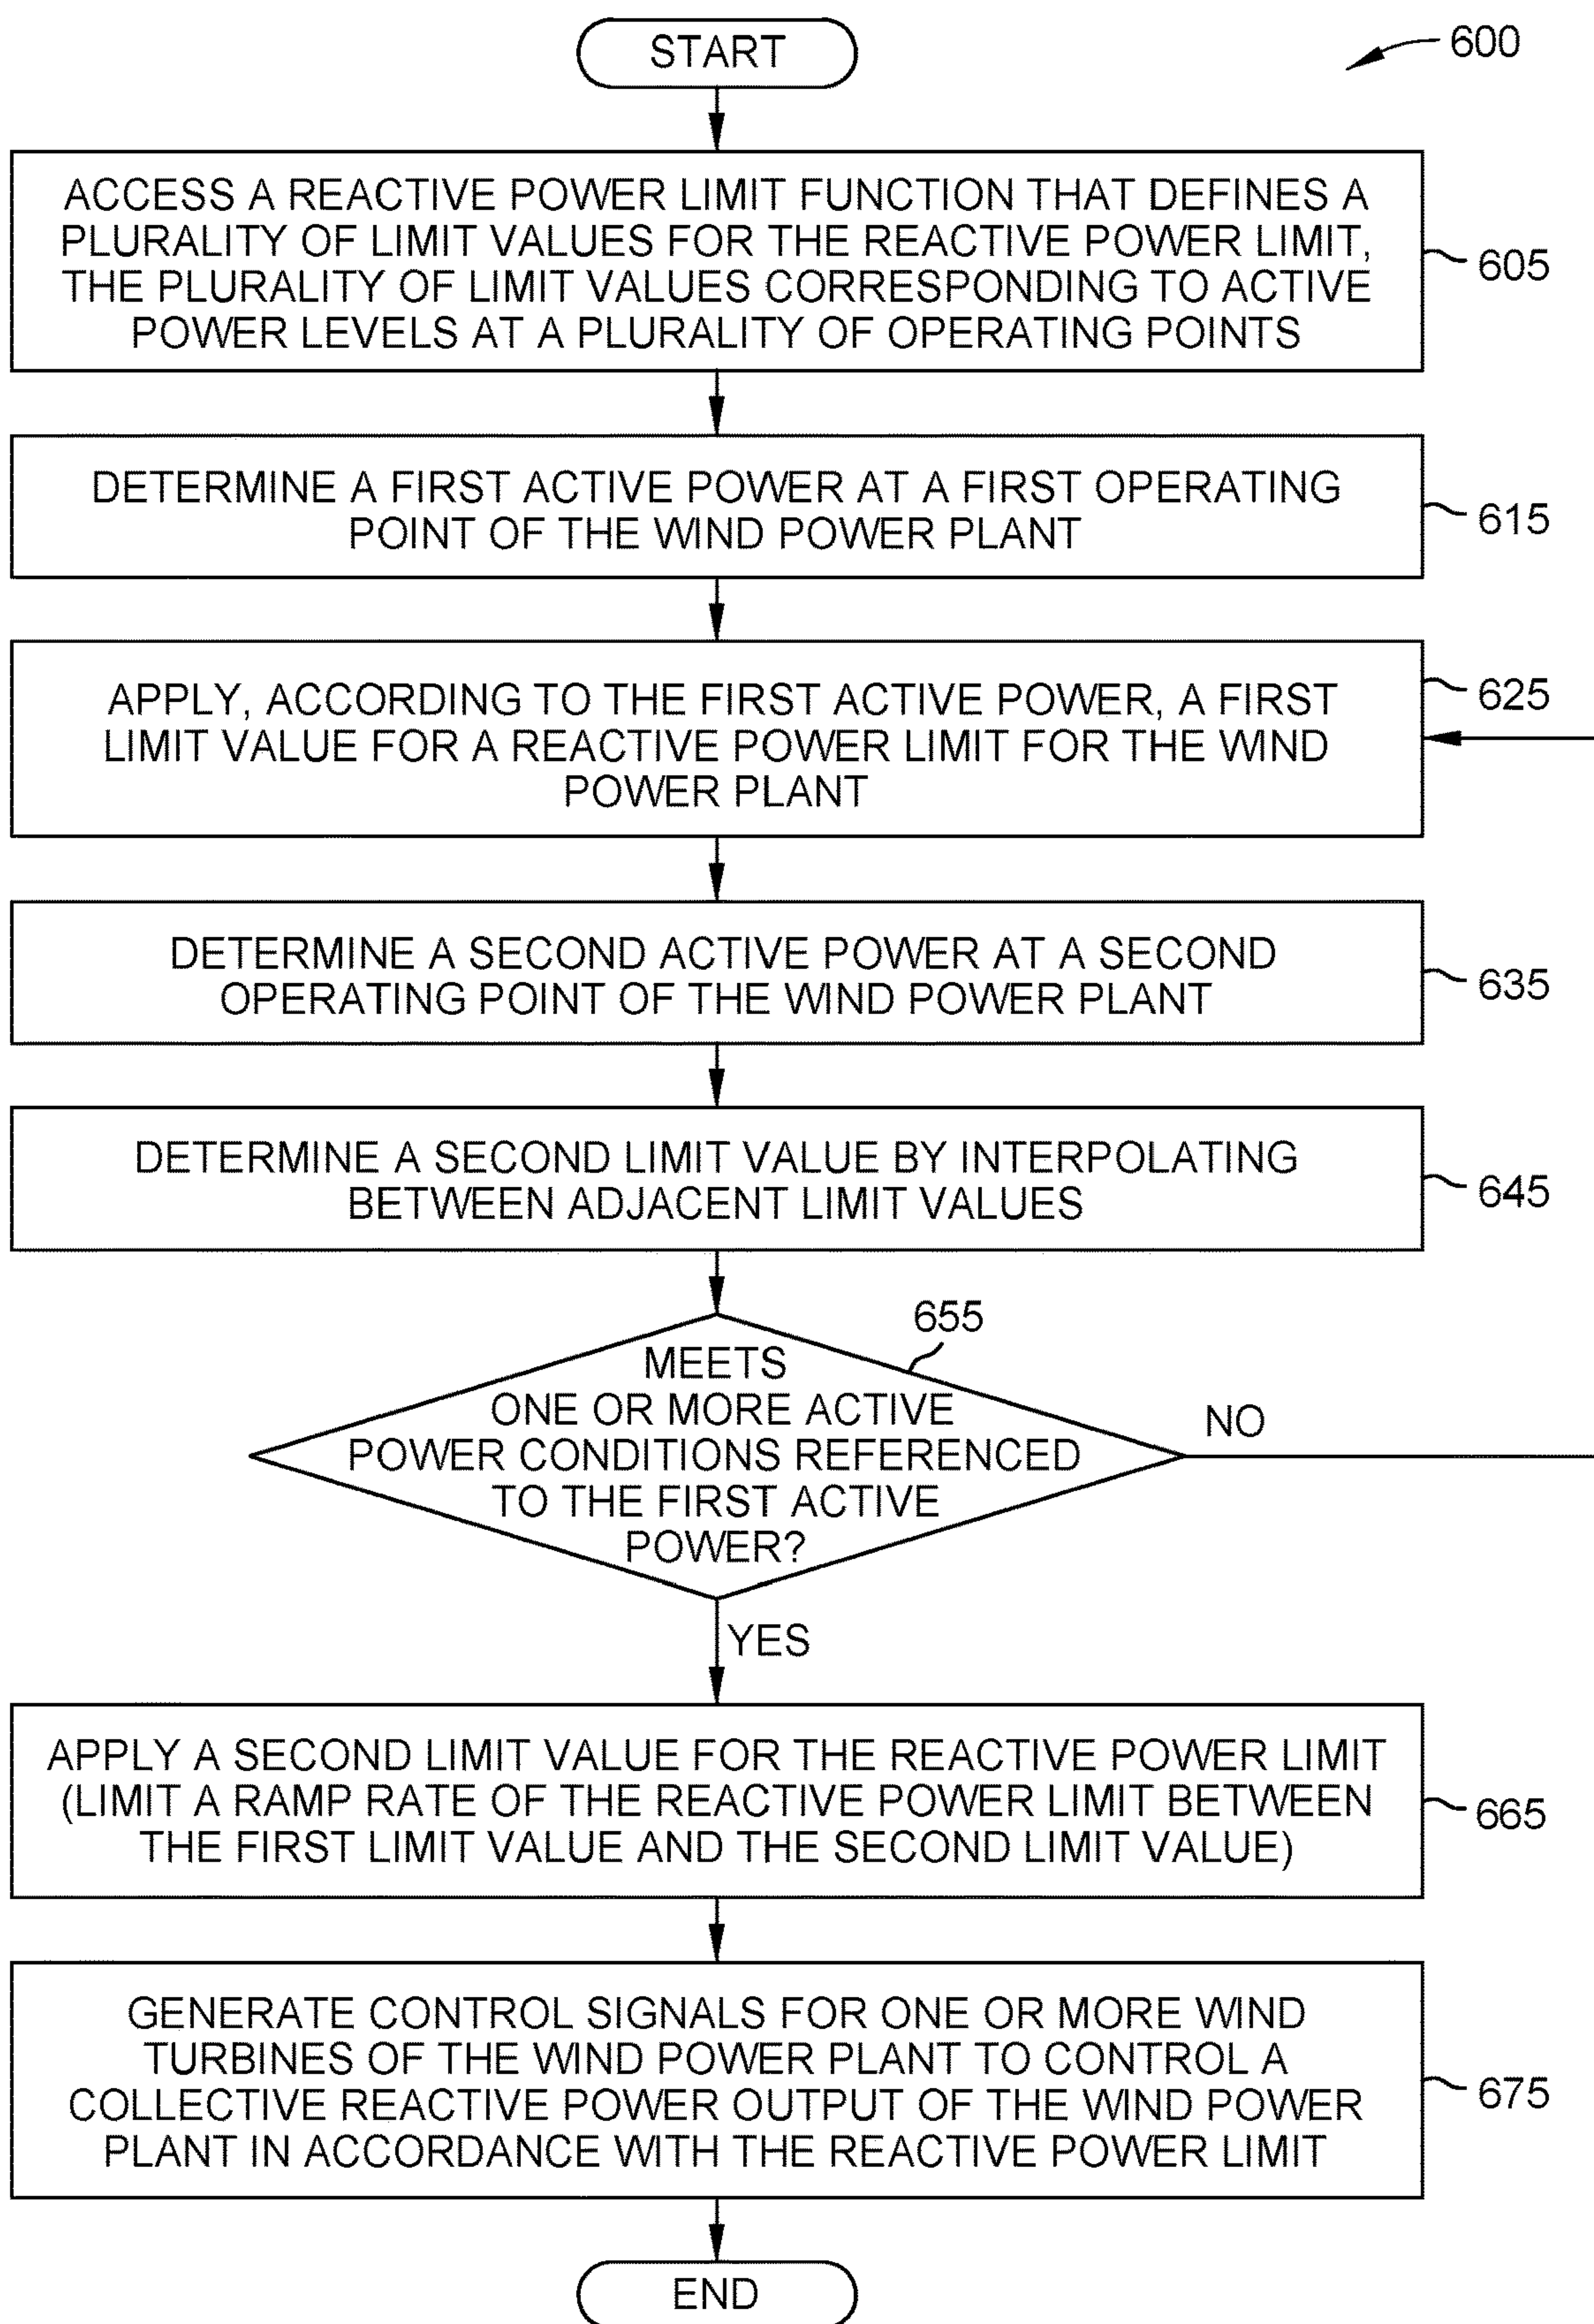 START
600
ACCESS A REACTIVE POWER LIMIT FUNCTION THAT DEFINES A
PLURALITY OF LIMIT VALUES FOR THE REACTIVE POWER LIMIT,
THE PLURALITY OF LIMIT VALUES CORRESPONDING TO ACTIVE
POWER LEVELS AT A PLURALITY OF OPERATING POINTS
605
DETERMINE A FIRST ACTIVE POWER AT A FIRST OPERATING
POINT OF THE WIND POWER PLANT
615
APPLY, ACCORDING TO THE FIRST ACTIVE POWER, A FIRST
LIMIT VALUE FOR A REACTIVE POWER LIMIT FOR THE WIND
POWER PLANT
625
DETERMINE A SECOND ACTIVE POWER AT A SECOND
OPERATING POINT OF THE WIND POWER PLANT
635
DETERMINE A SECOND LIMIT VALUE BY INTERPOLATING
BETWEEN ADJACENT LIMIT VALUES
645
655
MEETS
ONE OR MORE ACTIVE
POWER CONDITIONS REFERENCED
TO THE FIRST ACTIVE
POWER?
NO
YES
APPLY A SECOND LIMIT VALUE FOR THE REACTIVE POWER LIMIT
(LIMIT A RAMP RATE OF THE REACTIVE POWER LIMIT BETWEEN
THE FIRST LIMIT VALUE AND THE SECOND LIMIT VALUE)
665
GENERATE CONTROL SIGNALS FOR ONE OR MORE WIND
TURBINES OF THE WIND POWER PLANT TO CONTROL A
COLLECTIVE REACTIVE POWER OUTPUT OF THE WIND POWER
PLANT IN ACCORDANCE WITH THE REACTIVE POWER LIMIT
675
END